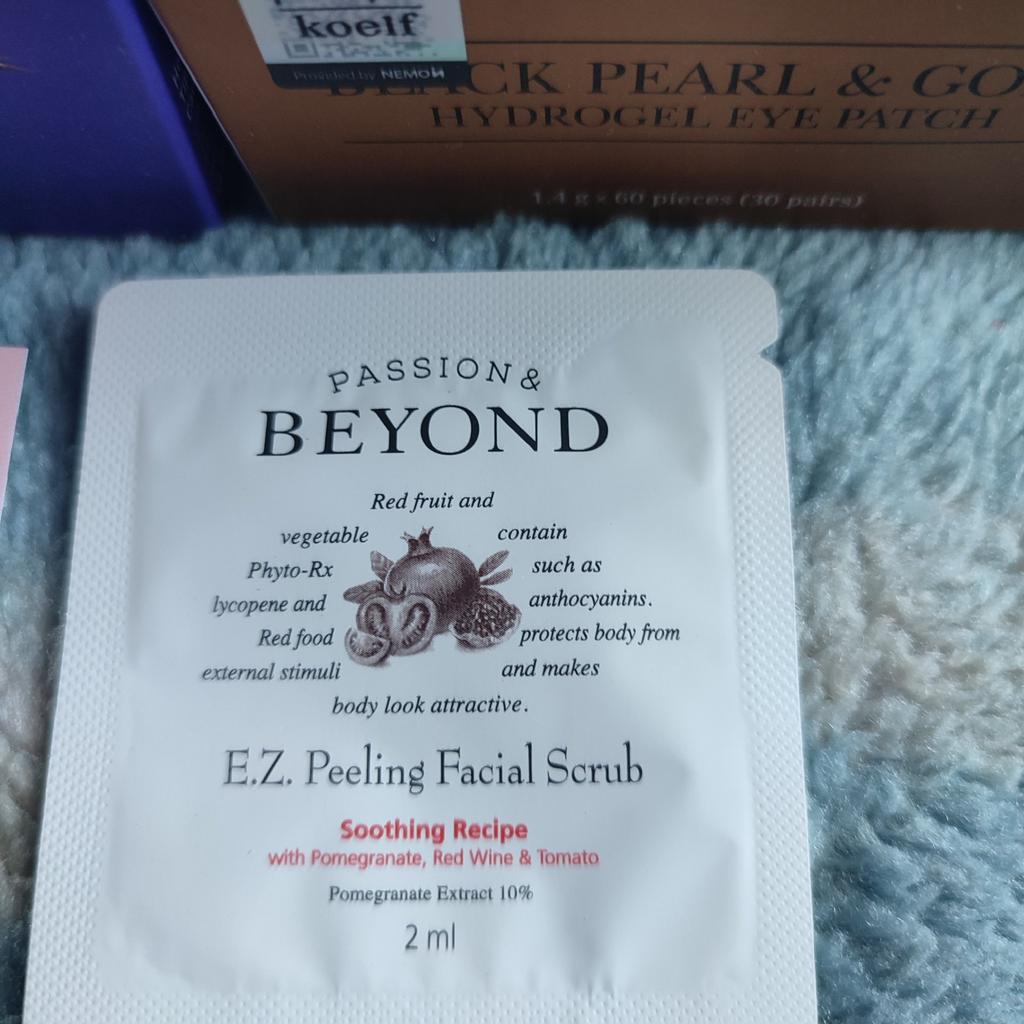 koelf
Provided by NEMON
CK PEARL & GO
HYDROGEL EYE PATCH
1.4 g x 60 pieces (30 pairs)
PASSION &
BEYOND
Red fruit and
vegetable contain
Phyto-Rx such as
lycopene and anthocyanins.
Red food protects body from
external stimuli and makes
body look attractive.
E.Z. Peeling Facial Scrub
Soothing Recipe
with Pomegranate, Red Wine & Tomato
Pomegranate Extract 10%
2 ml